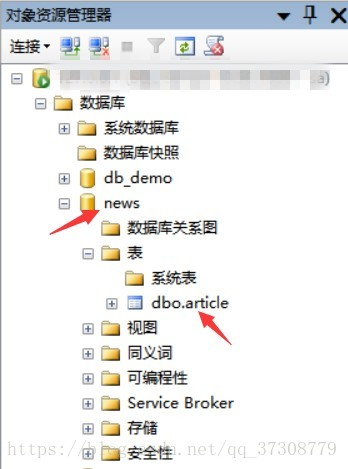 对象资源管理器
连接
数据库
系统数据库
数据库快照
db_demo
news
数据库关系图
表
系统表
dbo.article
视图
同义词
可编程性
Service Broker
存储
安全性
https://blog.csdn.net/qq_37308779